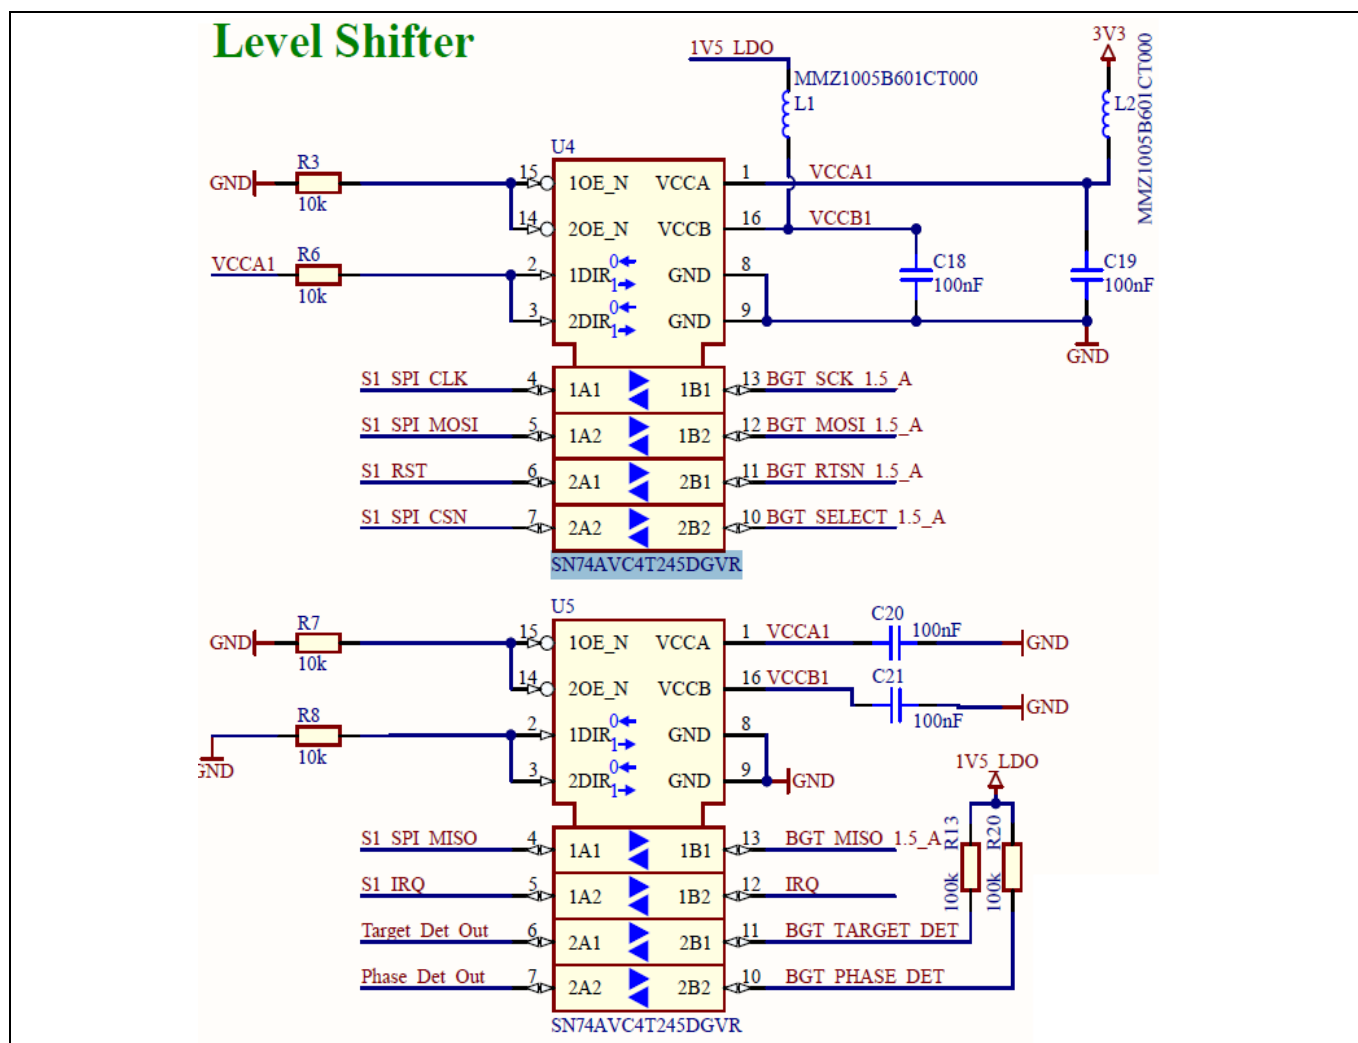 Level Shifter
1V5_LDO
3V3
MMZ1005B601CT000
L1
L2
MMZ1005B601CT000
U4
R3
GND
10k
15
1OE_N
VCCA
1
VCCA1
14
2OE_N
VCCB
16
VCCB1
R6
VCCA1
10k
2
1DIR
0
1
GND
8
C18
100nF
C19
100nF
3
2DIR
0
1
GND
9
GND
S1_SPI_CLK
4
1A1
1B1
13
BGT_SCK_1.5_A
S1_SPI_MOSI
5
1A2
1B2
12
BGT_MOSI_1.5_A
S1_RST
6
2A1
2B1
11
BGT_RTSN_1.5_A
S1_SPI_CSN
7
2A2
2B2
10
BGT_SELECT_1.5_A
SN74AVC4T245DGVR
U5
R7
GND
10k
15
1OE_N
VCCA
1
VCCA1
C20
100nF
GND
14
2OE_N
VCCB
16
VCCB1
C21
100nF
GND
R8
GND
10k
2
1DIR
0
1
GND
8
3
2DIR
0
1
GND
9
GND
1V5_LDO
R13
100k
R20
100k
S1_SPI_MISO
4
1A1
1B1
13
BGT_MISO_1.5_A
S1_IRQ
5
1A2
1B2
12
IRQ
Target_Det_Out
6
2A1
2B1
11
BGT_TARGET_DET
Phase_Det_Out
7
2A2
2B2
10
BGT_PHASE_DET
SN74AVC4T245DGVR